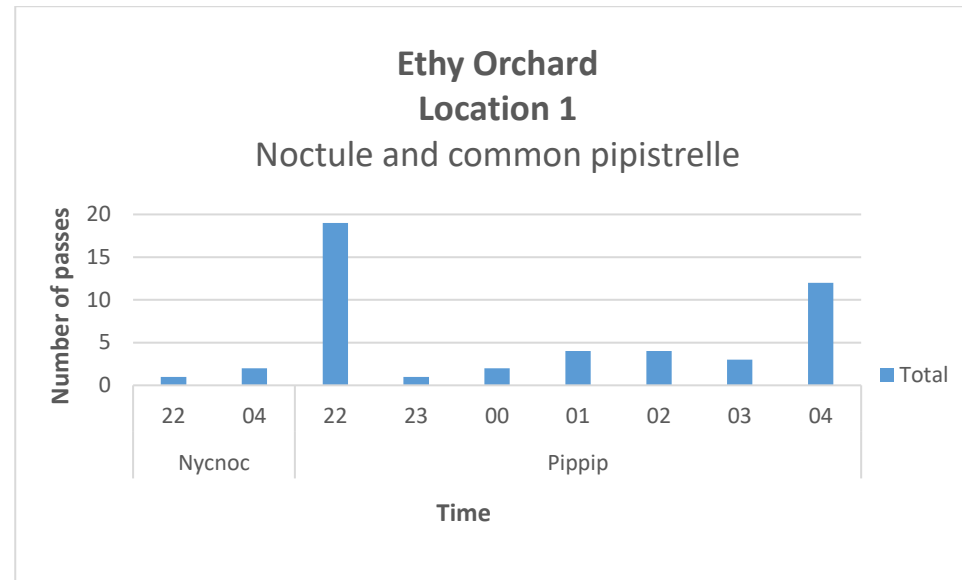 Ethy Orchard
Location 1
Noctule and common pipistrelle
Number of passes
20
15
10
5
0
22 04 22 23 00 01 02 03 04
Nycnoc Pippip
Time
Total